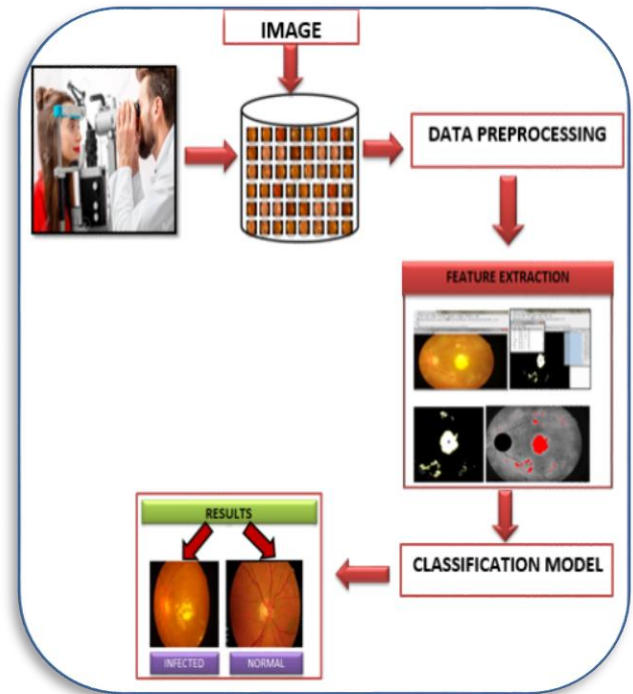 IMAGE
DATA PREPROCESSING
FEATURE EXTRACTION
CLASSIFICATION MODEL
RESULTS
INFECTED
NORMAL